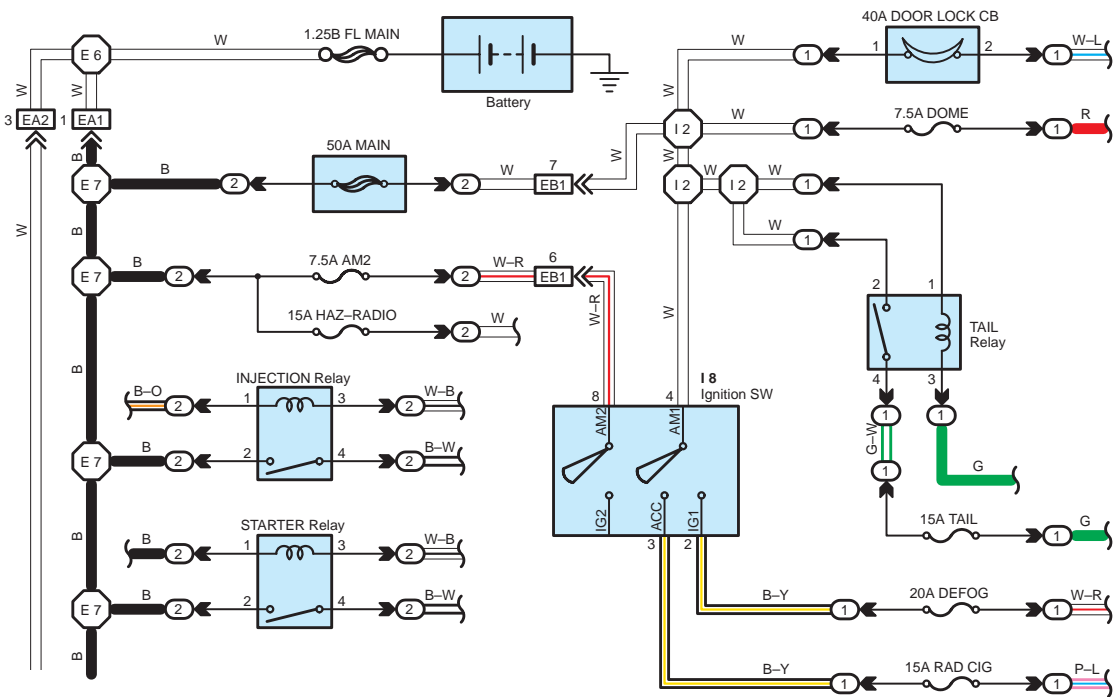 40A DOOR LOCK CB
1.25B FL MAIN
W
E 6
W
1
2
1
W–L
Battery
W
W
W
3 EA2
1 EA1
7.5A DOME
R
I 2
W
1
1
50A MAIN
B
B
7
W
W
E 7
2
2
W
EB1
I 2
W
I 2
W
1
W
W
1
B
7.5A AM2
W–R
6
E 7
B
2
2
EB1
2
1
15A HAZ–RADIO
W
2
W–R
W
TAIL
Relay
INJECTION Relay
B–O
W–B
2
1
3
2
I 8
Ignition SW
8
4
4
3
B
AM2
AM1
1
1
G–W
B
B–W
E 7
2
2
4
2
1
G
IG2
ACC
IG1
STARTER Relay
15A TAIL
G
1
B
W–B
2
1
3
2
3
2
B
B
B–W
E 7
2
2
4
2
B–Y
20A DEFOG
W–R
1
1
B
B–Y
15A RAD CIG
P–L
1
1